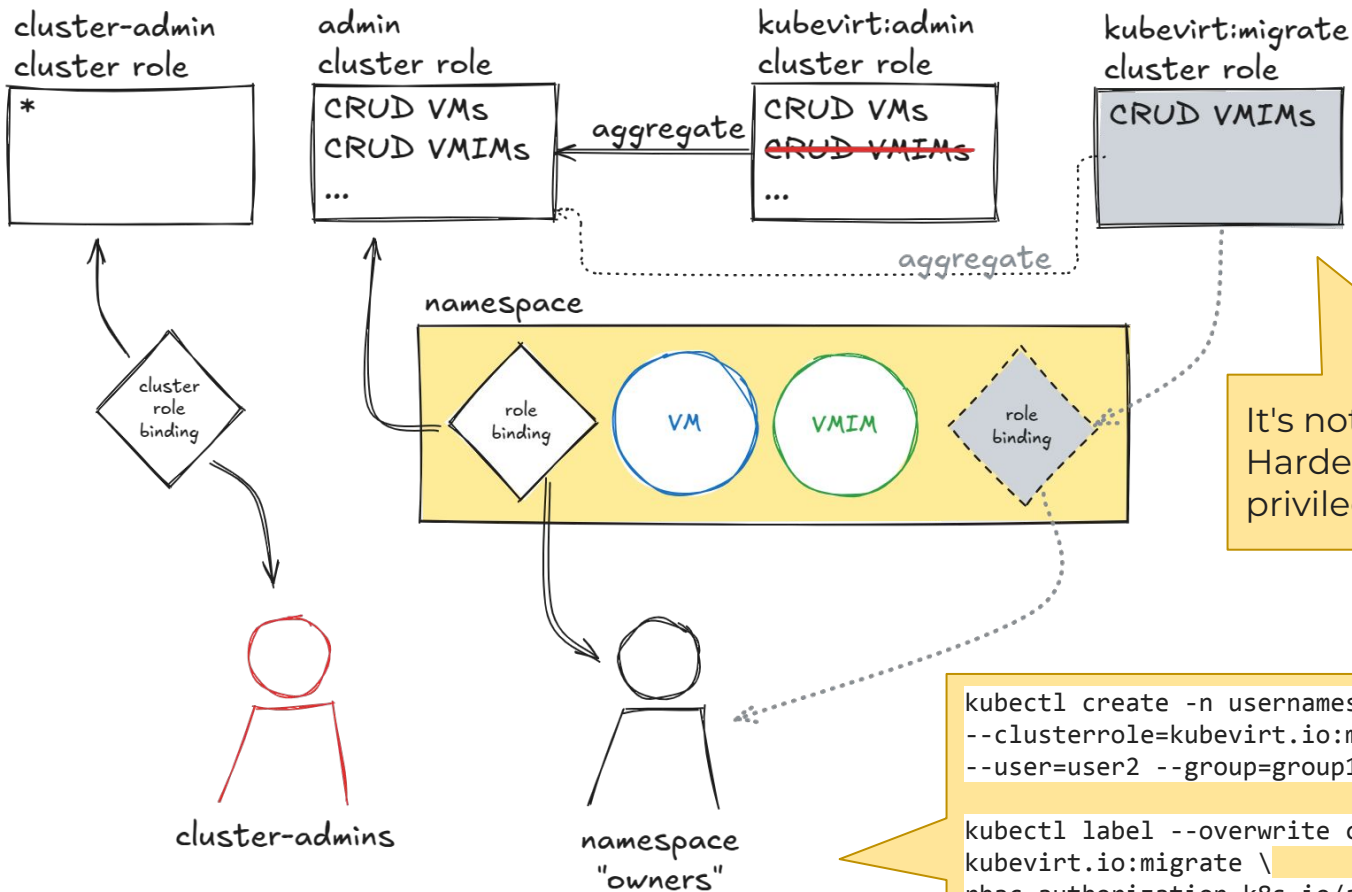 cluster-admin
cluster role
*
admin
cluster role
CRUD VMs
CRUD VMIMs
...
aggregate
kubevirt:admin
cluster role
CRUD VMs
CRUD VMIMs
...
kubevirt:migrate
cluster role
CRUD VMIMs
aggregate
namespace
cluster
role
binding
role
binding
VM
VMIM
role
binding
It's not
cluster-admins
namespace
"owners"
kubectl create -n
--clusterrole=kubevirt.io:m
--user=user2 --group=group1
kubectl label --overwrite
kubevirt.io:migrate \